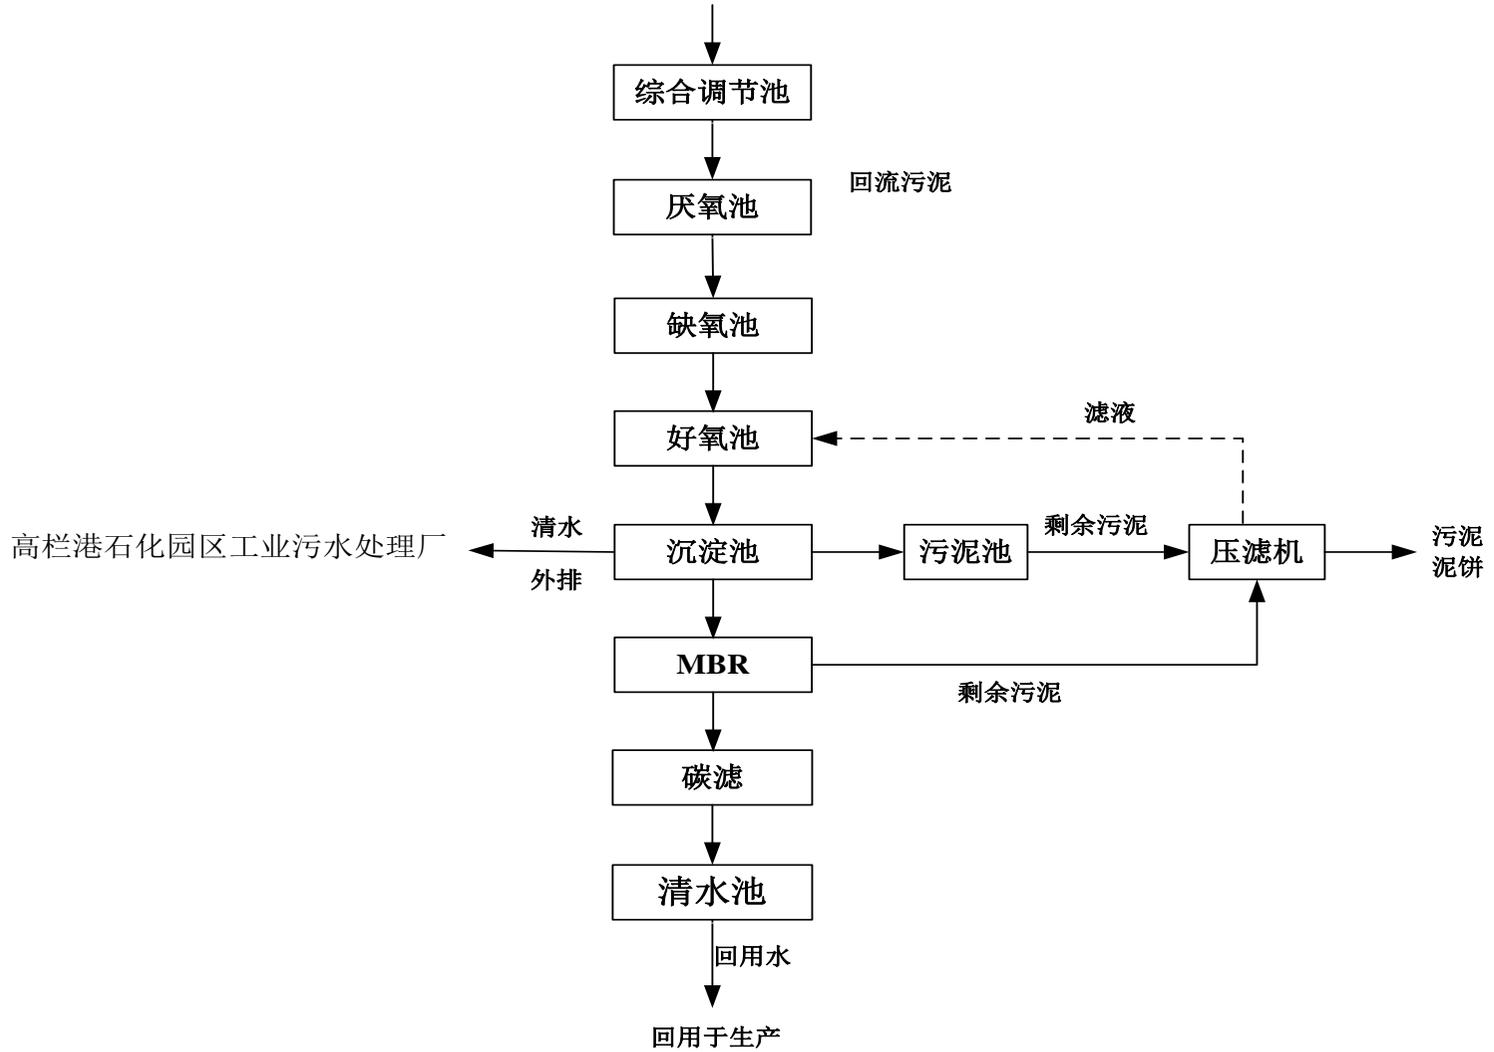 综合调节池
回流污泥
厌氧池
缺氧池
滤液
好氧池
清水
剩余污泥
高栏港石化园区工业污水处理厂
沉淀池
污泥池
压滤机
污泥
泥饼
外排
MBR
剩余污泥
碳滤
清水池
回用水
回用于生产